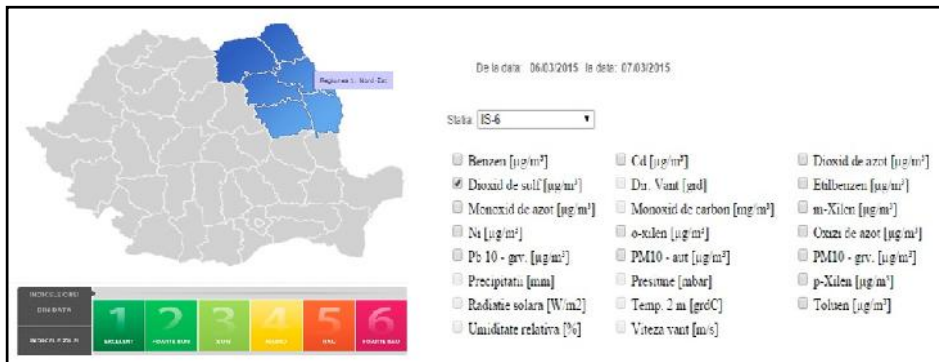 Regiunea 1. Nord-Est
De la data: 06/03/2015 la data: 07/03/2015
Statia: IS-6
Benzen [µg/m³] Cd [µg/m³] Dioxid de azot [µg/m³]
Dioxid de sulf [µg/m³] Dir. Vant [grd] Etilbenzen [µg/m³]
Monoxid de azot [µg/m³] Monoxid de carbon [mg/m³] m-Xilen [µg/m³]
Ni [µg/m³] o-xilen [µg/m³] Oxizi de azot [µg/m³]
Pb 10 - grv. [µg/m³] PM10 - aut [µg/m³] PM10 - grv. [µg/m³]
Precipitatii [mm] Presiune [mbar] p-Xilen [µg/m³]
Radiatie solara [W/m2] Temp. 2 m [grdC] Toluen [µg/m³]
Umiditate relativa [%] Viteza vant [m/s]
1 2 3 4 5 6
EXCELENT FOARTE BUN BUN RAU FOARTE RAU